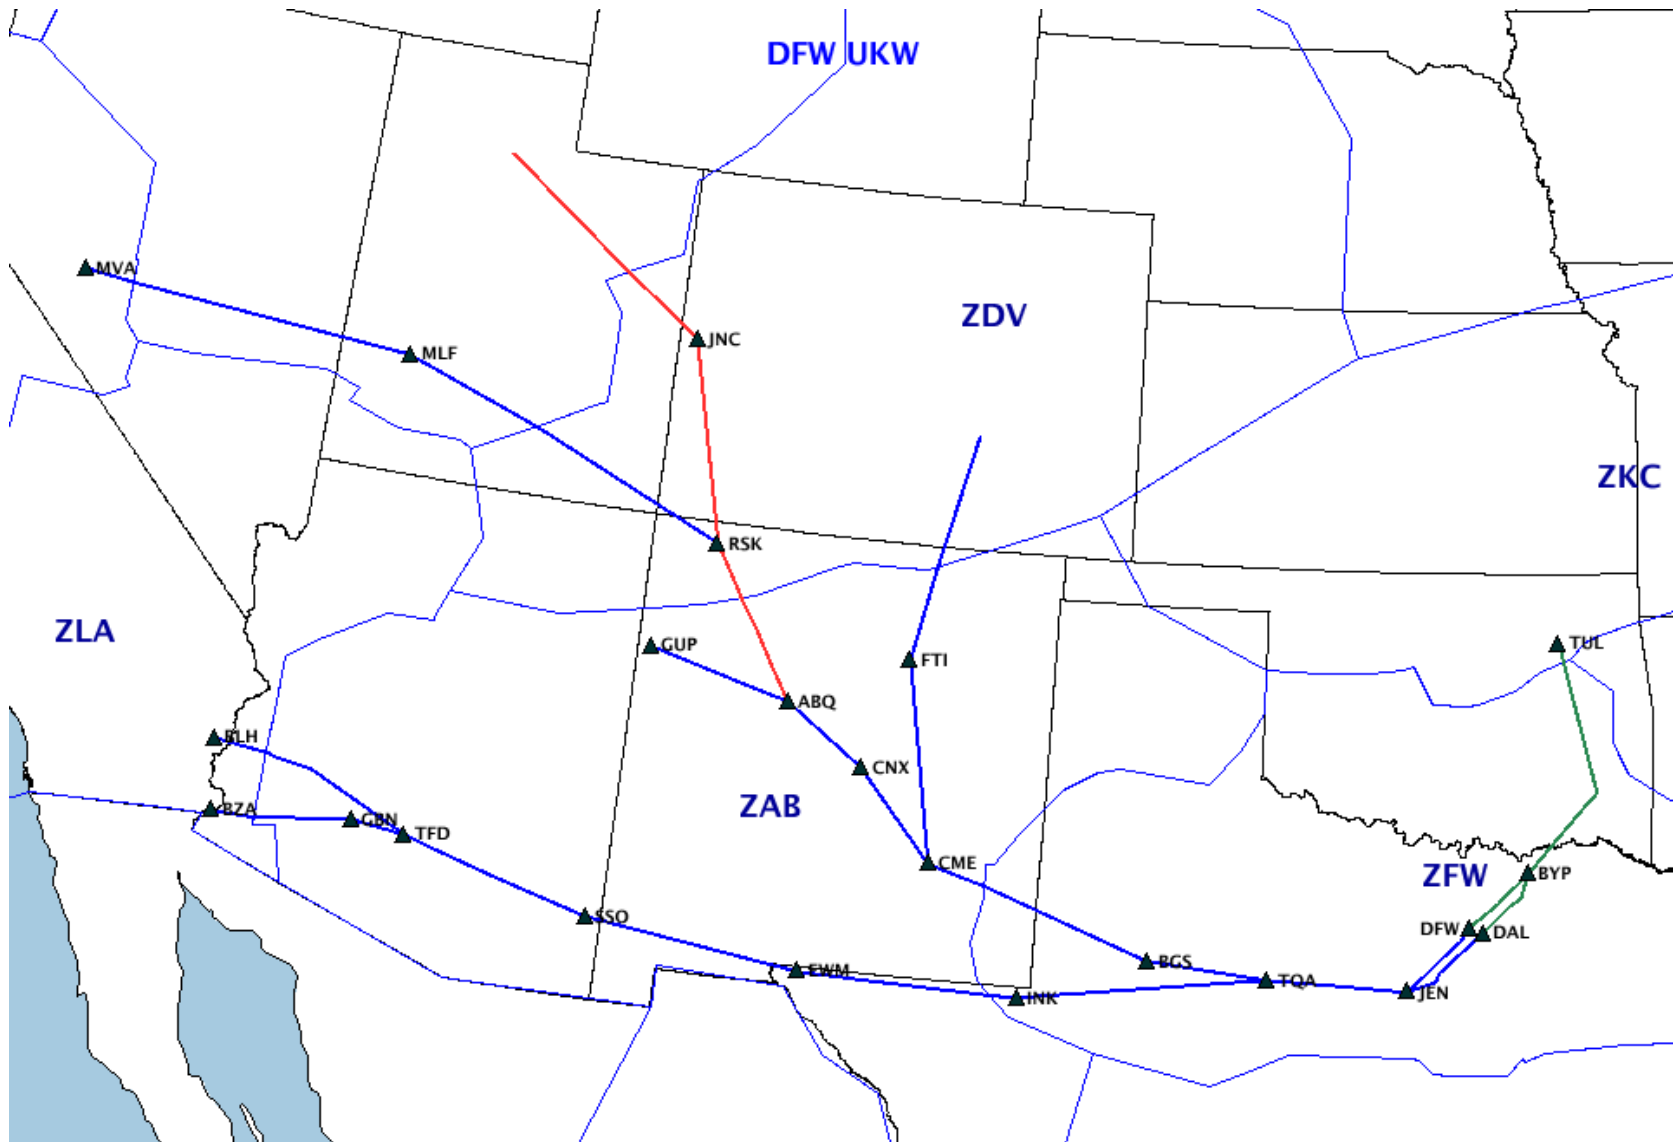 DFW UKW
MVA
ZDV
JNC
MLF
ZKC
RSK
ZLA
GUP
FTI
TUL
ABQ
BLH
CNX
ZAB
BZA
GBN
TFD
CME
ZFW
BYP
SSO
DFW
DAL
EWM
BGS
TQA
INK
JEN